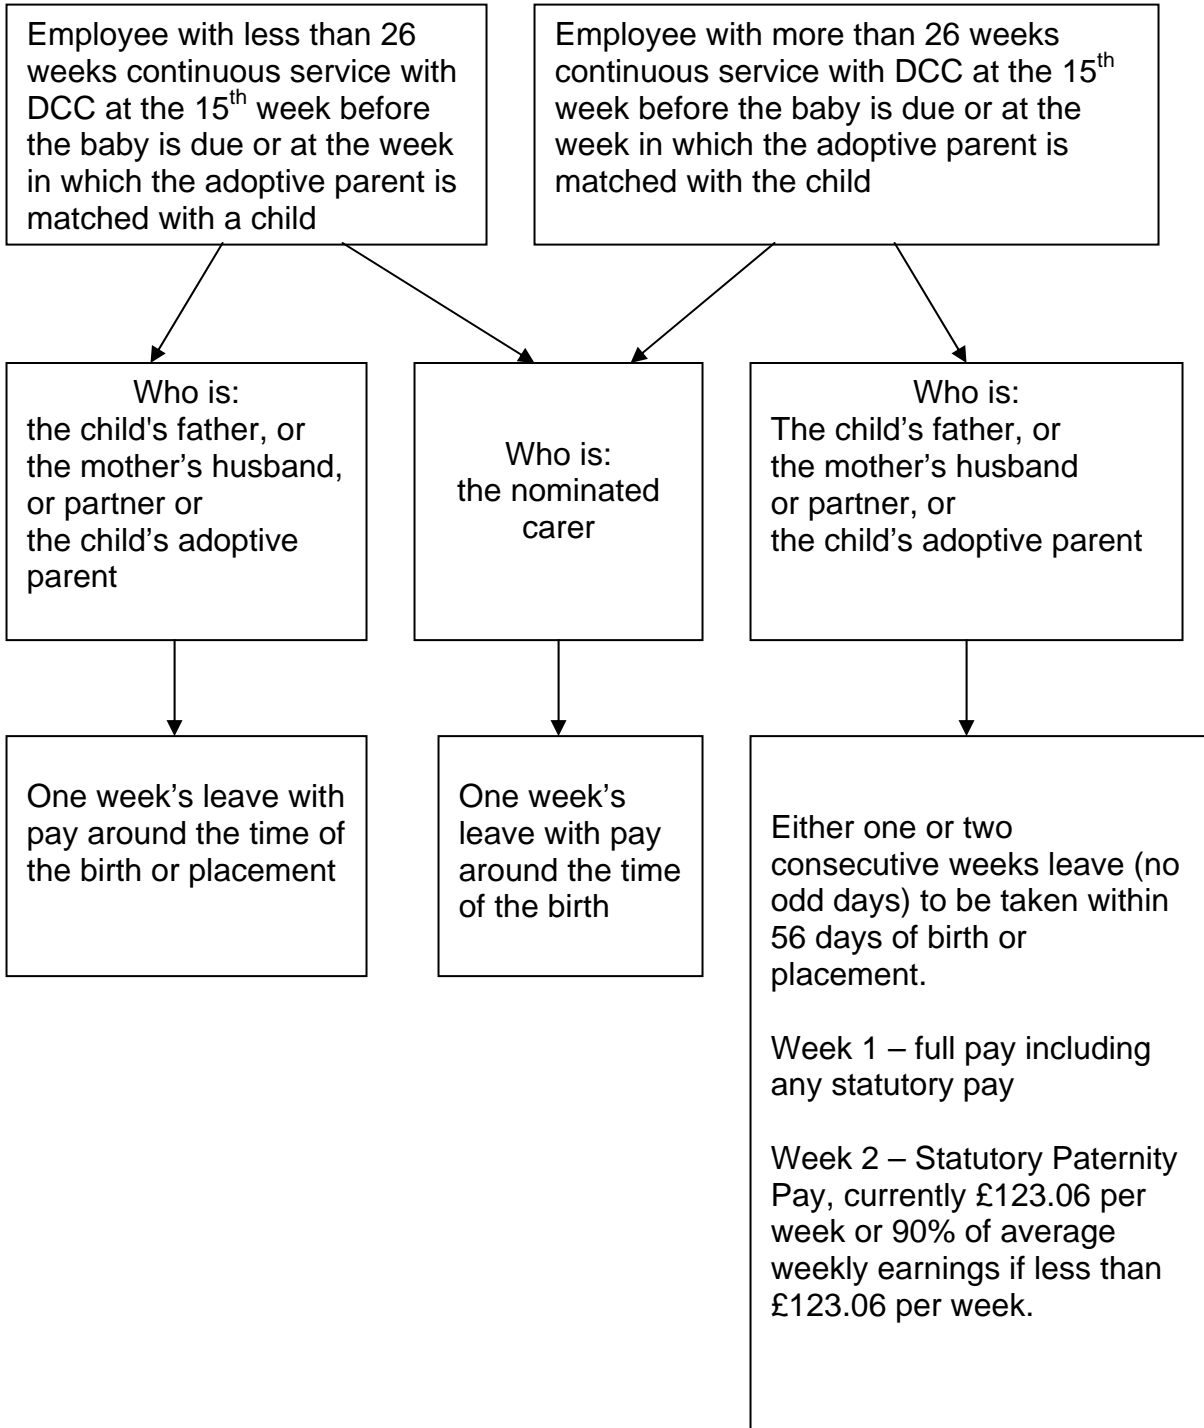 Employee with less than 26
weeks continuous service with
DCC at the 15th week before
the baby is due or at the week
in which the adoptive parent is
matched with a child
Employee with more than 26 weeks
continuous service with DCC at the 15th
week before the baby is due or at the
week in which the adoptive parent is
matched with the child
Who is:
the child's father, or
the mother’s husband,
or partner or
the child’s adoptive
parent
Who is:
the nominated
carer
Who is:
The child’s father, or
the mother’s husband
or partner, or
the child’s adoptive parent
One week’s leave with
pay around the time of
the birth or placement
One week’s
leave with pay
around the time
of the birth
Either one or two
consecutive weeks leave (no
odd days) to be taken within
56 days of birth or
placement.
Week 1 – full pay including
any statutory pay
Week 2 – Statutory Paternity
Pay, currently £123.06 per
week or 90% of average
weekly earnings if less than
£123.06 per week.